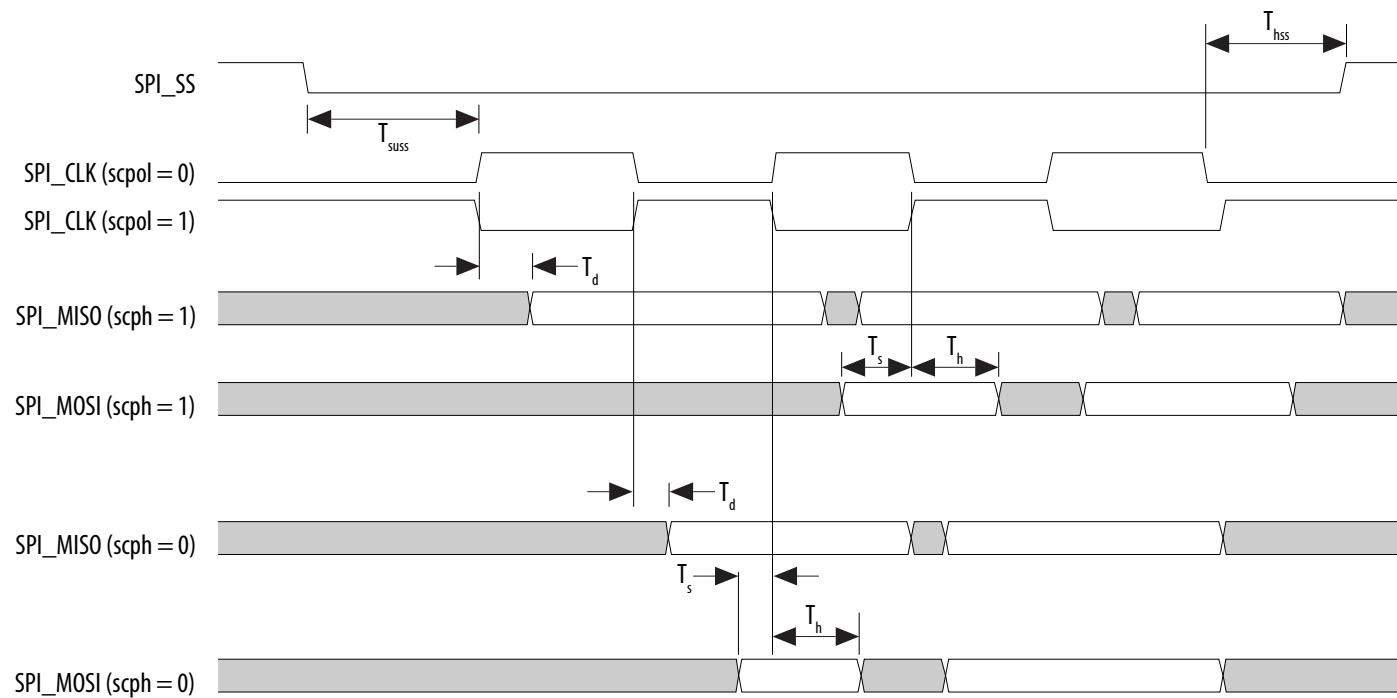 T_hss
SPI_SS
T_suss
SPI_CLK (scpol = 0)
SPI_CLK (scpol = 1)
T_d
SPI_MISO (scph = 1)
T_s T_h
SPI_MOSI (scph = 1)
T_d
SPI_MISO (scph = 0)
T_s
T_h
SPI_MOSI (scph = 0)